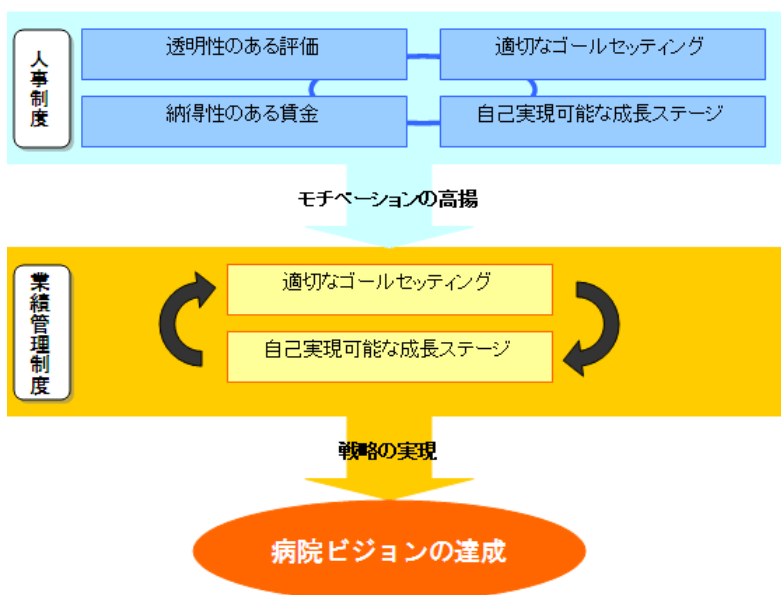 人事制度
透明性のある評価
適切なゴールセッティング
納得性のある賃金
自己実現可能な成長ステージ
モチベーションの高揚
業績管理制度
適切なゴールセッティング
自己実現可能な成長ステージ
戦略の実現
病院ビジョンの達成